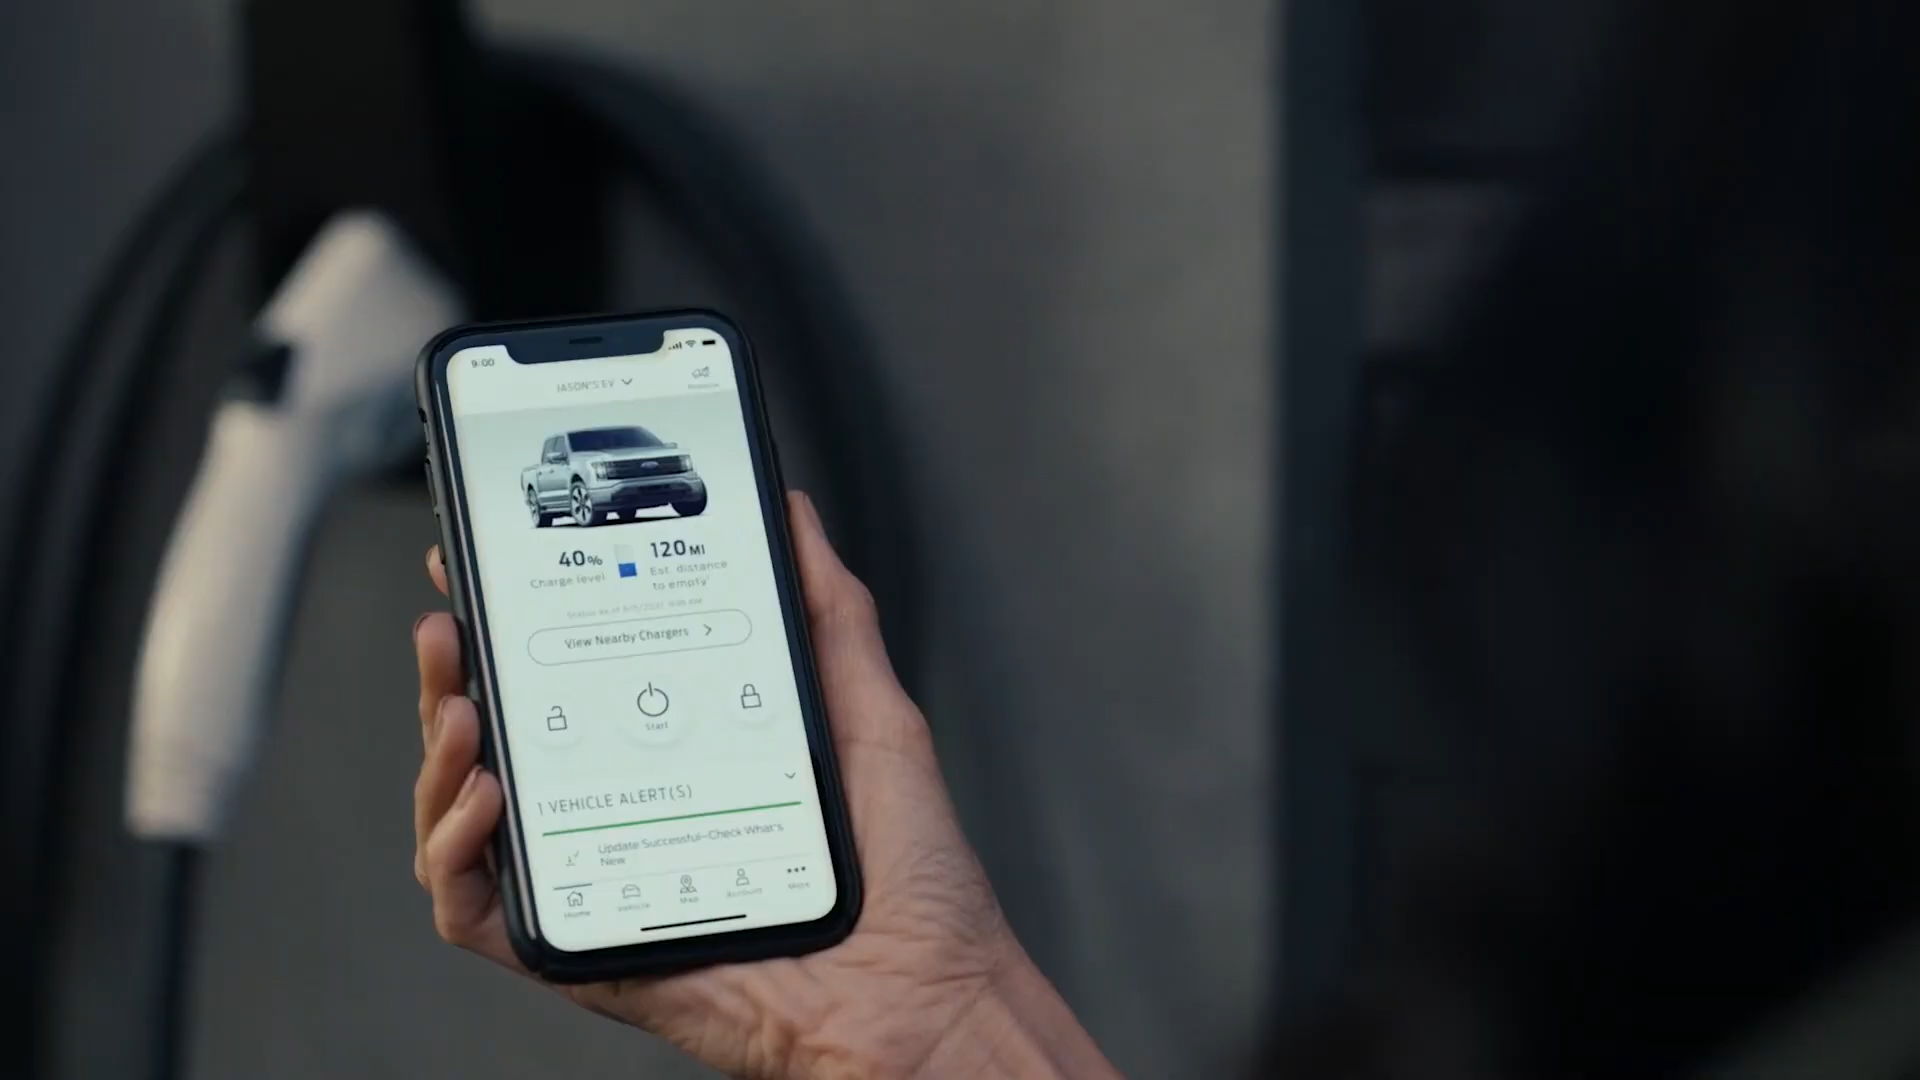 9:00
JASON'S EV
40%
Charge level
120 MI
Est. distance
to empty
View Nearby Chargers
Start
1 VEHICLE ALERT(S)
Update Successful–Check What's
New
Home
Vehicle
Map
Account
More